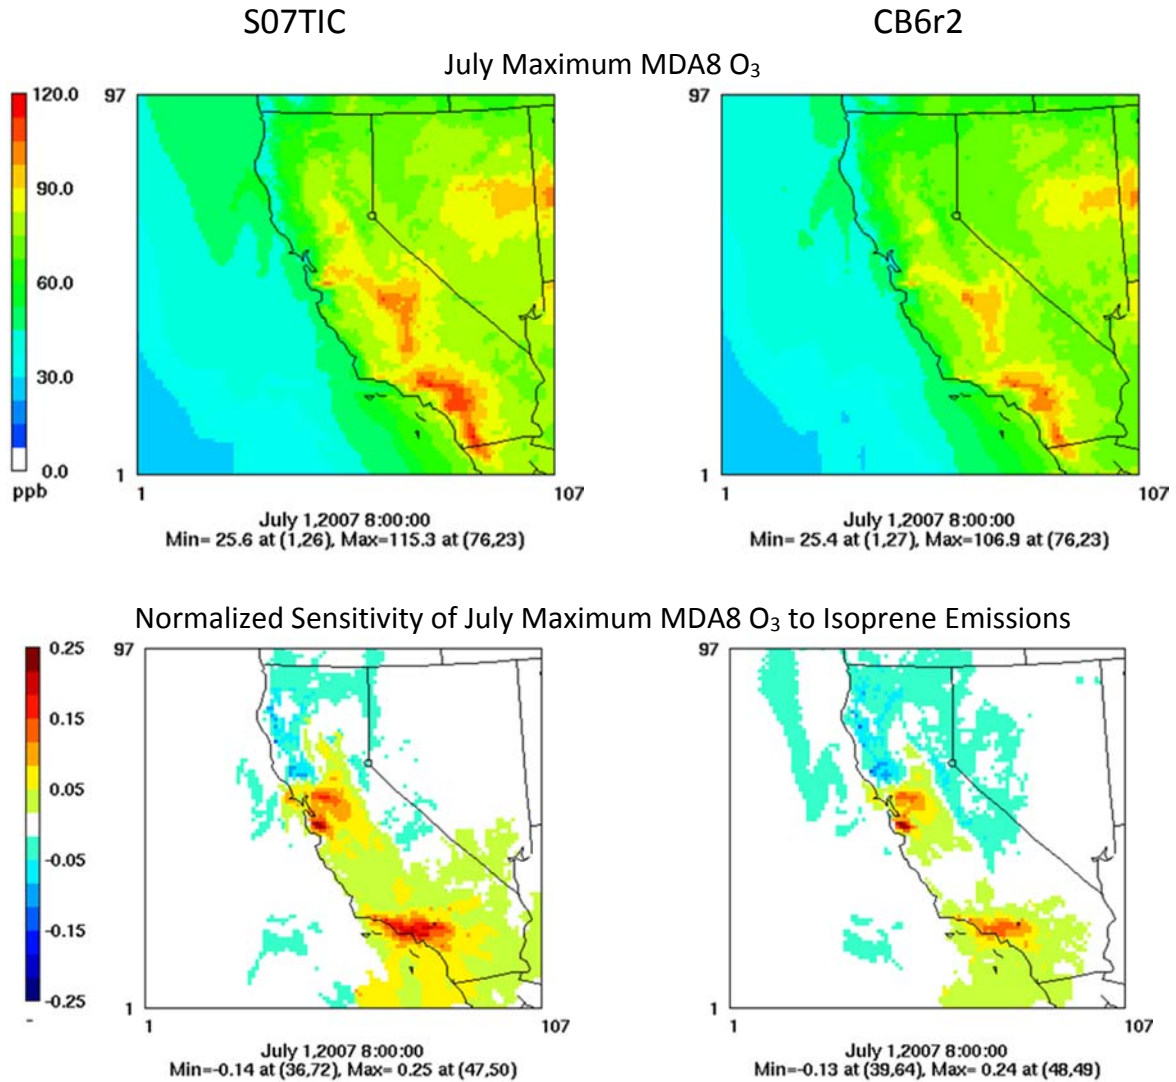 S07TIC CB6r2
July Maximum MDA8 O₃
120.0
90.0
60.0
30.0
0.0
ppb
97
1
1 107
July 1,2007 8:00:00
Min= 25.6 at (1,26), Max=115.3 at (76,23)
97
1
1 107
July 1,2007 8:00:00
Min= 25.4 at (1,27), Max=106.9 at (76,23)
Normalized Sensitivity of July Maximum MDA8 O₃ to Isoprene Emissions
0.25
0.15
0.05
-0.05
-0.15
-0.25
-
97
1
1 107
July 1,2007 8:00:00
Min=-0.14 at (36,72), Max= 0.25 at (47,50)
97
1
1 107
July 1,2007 8:00:00
Min=-0.13 at (39,64), Max= 0.24 at (48,49)